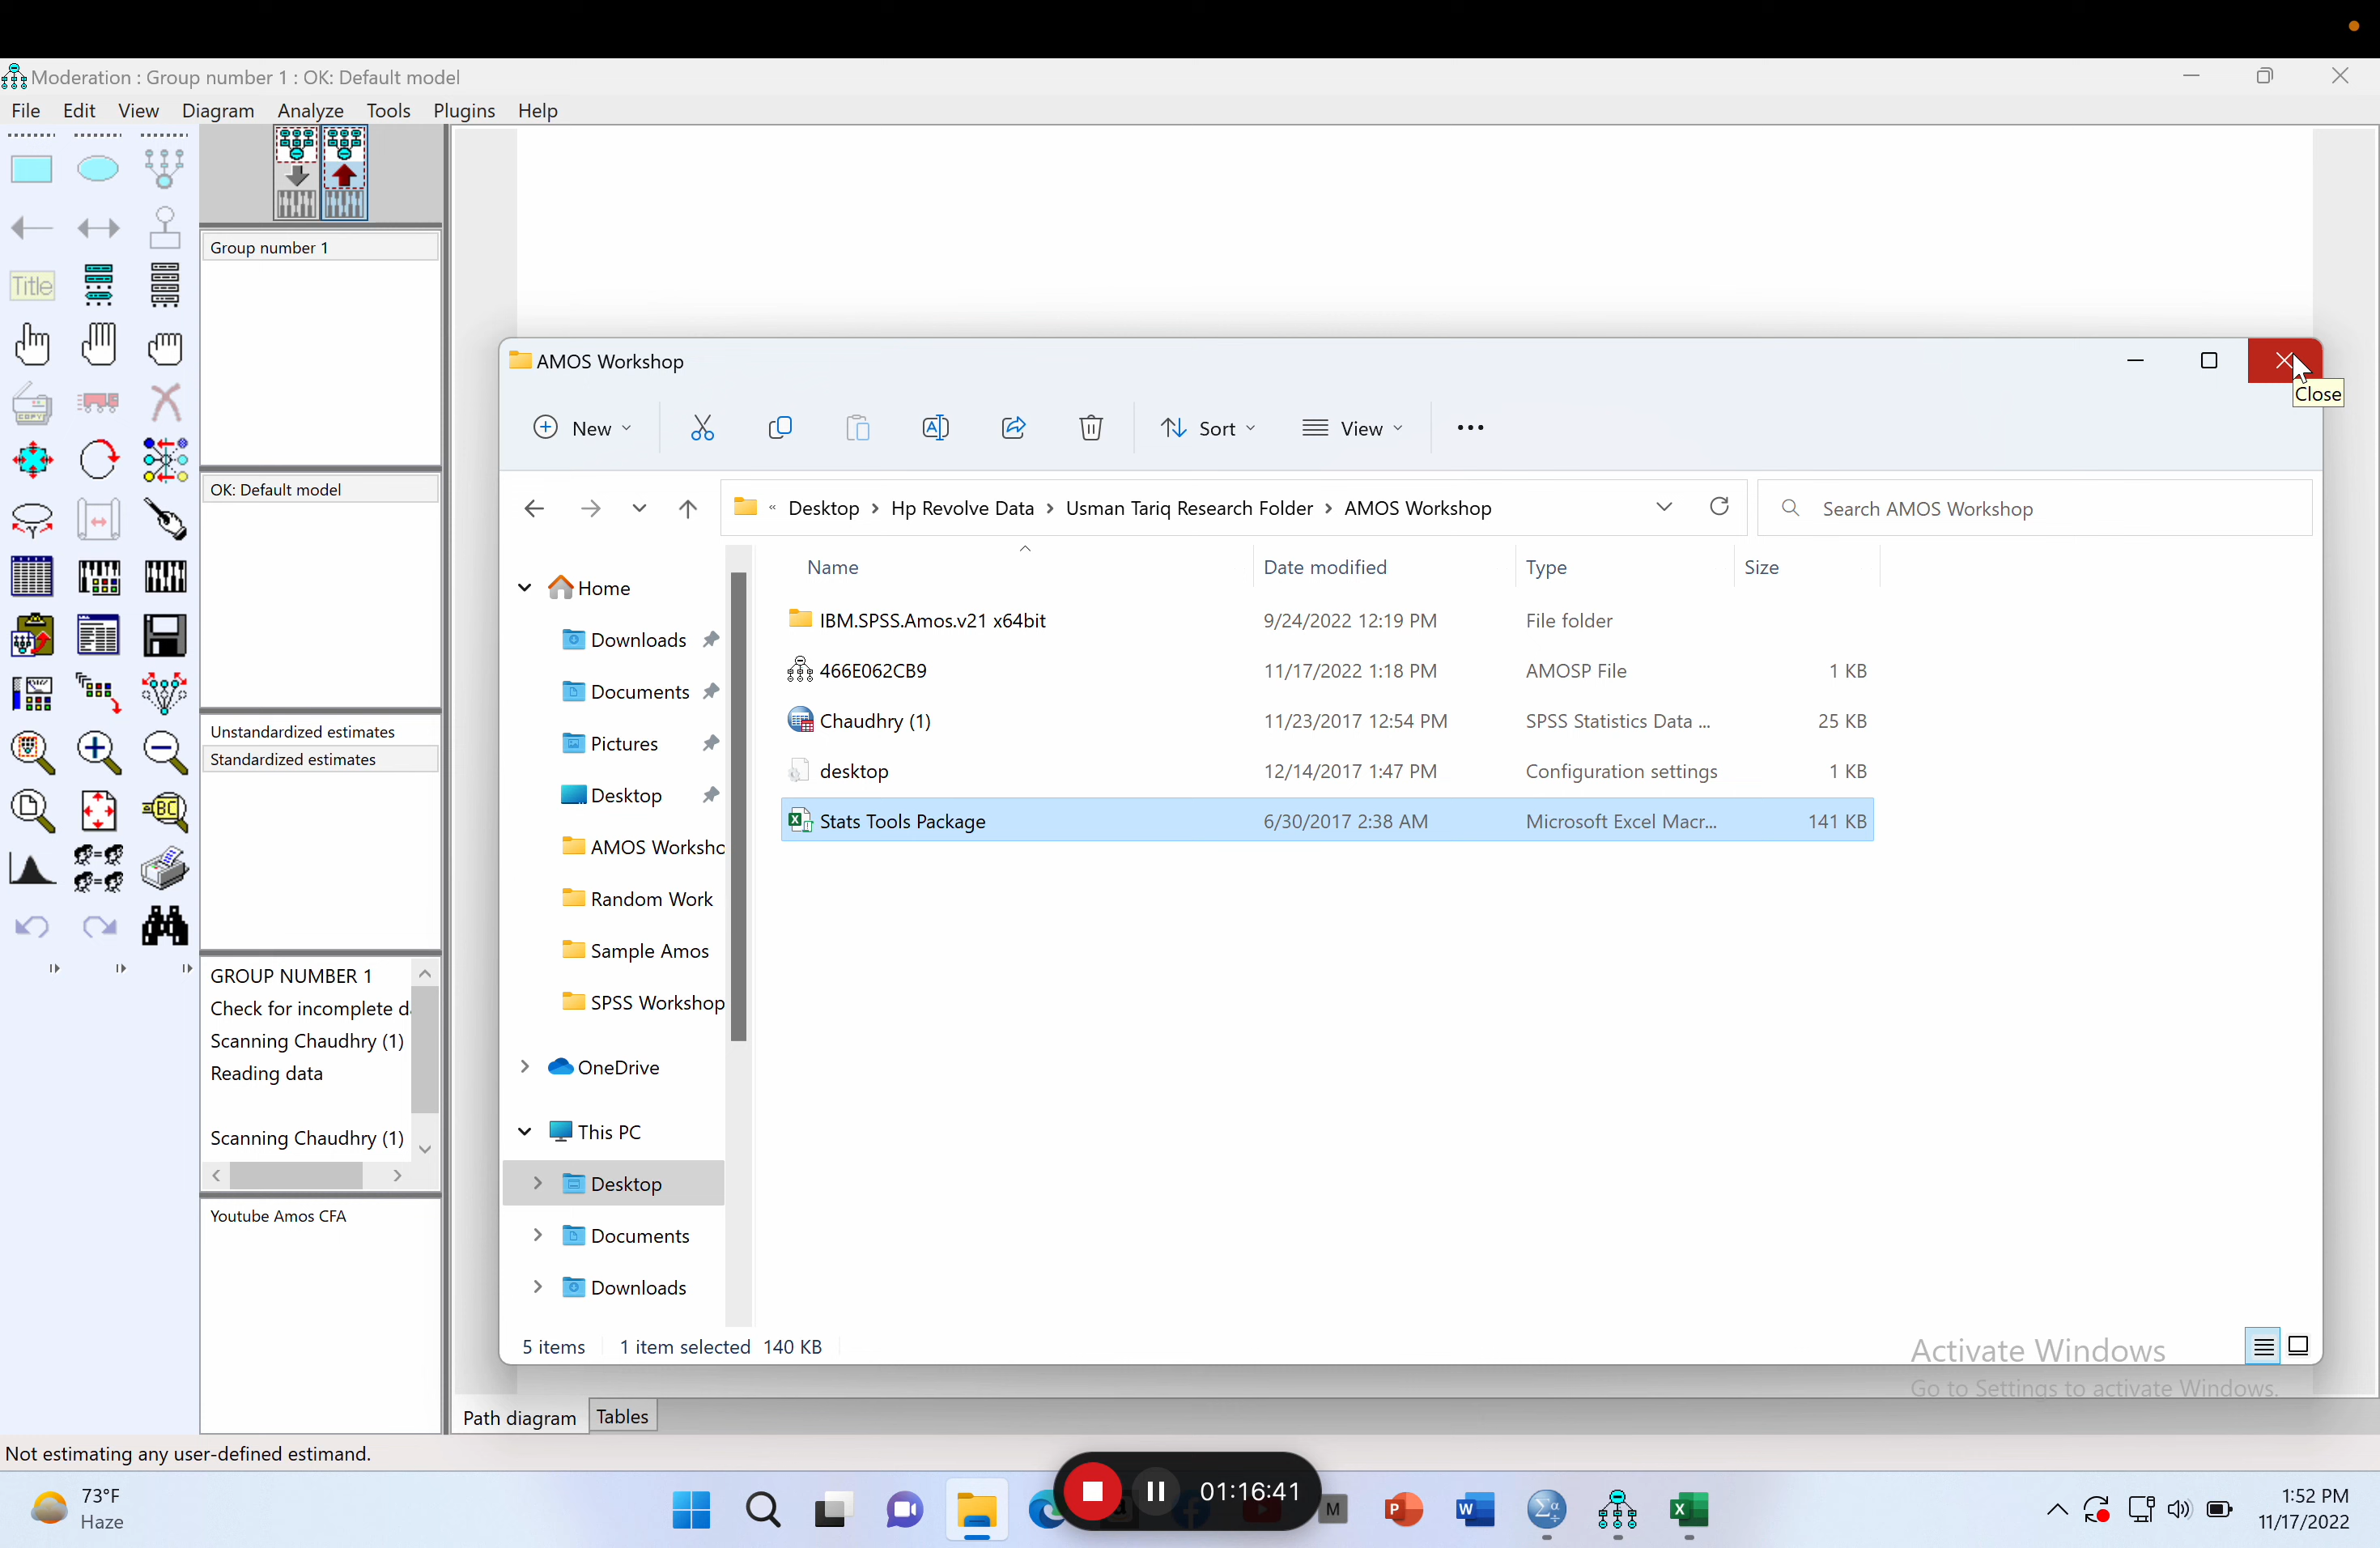 Moderation : Group number 1 : OK: Default model
File Edit View Diagram Analyze Tools Plugins Help
Title
COPY
BC
Group number 1
OK: Default model
Unstandardized estimates
Standardized estimates
GROUP NUMBER 1
Check for incomplete d
Scanning Chaudhry (1)
Reading data
Scanning Chaudhry (1)
Youtube Amos CFA
AMOS Workshop
Close
New Sort View
« Desktop > Hp Revolve Data > Usman Tariq Research Folder > AMOS Workshop
Search AMOS Workshop
Home
Downloads
Documents
Pictures
Desktop
AMOS Worksho
Random Work
Sample Amos
SPSS Workshop
OneDrive
This PC
Desktop
Documents
Downloads
Name Date modified Type Size
IBM.SPSS.Amos.v21 x64bit 9/24/2022 12:19 PM File folder
466E062CB9 11/17/2022 1:18 PM AMOSP File 1 KB
Chaudhry (1) 11/23/2017 12:54 PM SPSS Statistics Data ... 25 KB
desktop 12/14/2017 1:47 PM Configuration settings 1 KB
Stats Tools Package 6/30/2017 2:38 AM Microsoft Excel Macr... 141 KB
5 items 1 item selected 140 KB
Activate Windows
Go to Settings to activate Windows.
Path diagram Tables
Not estimating any user-defined estimand.
73°F
Haze
01:16:41
M
P
W
Σα
X
1:52 PM
11/17/2022